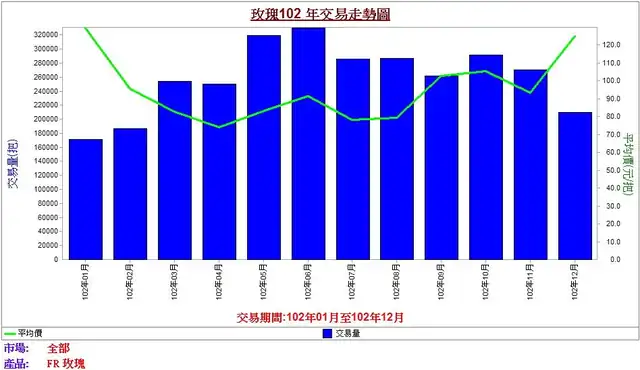 玫瑰102 年交易走勢圖
320000
300000
280000
260000
240000
220000
200000
180000
160000
140000
120000
100000
80000
60000
40000
20000
0
交易量(把)
120.0
110.0
100.0
90.0
80.0
70.0
60.0
50.0
40.0
30.0
20.0
10.0
0.0
平均價(元/把)
102年01月
102年02月
102年03月
102年04月
102年05月
102年06月
102年07月
102年08月
102年09月
102年10月
102年11月
102年12月
交易期間:102年01月至102年12月
平均價
交易量
市場: 全部
產品: FR 玫瑰